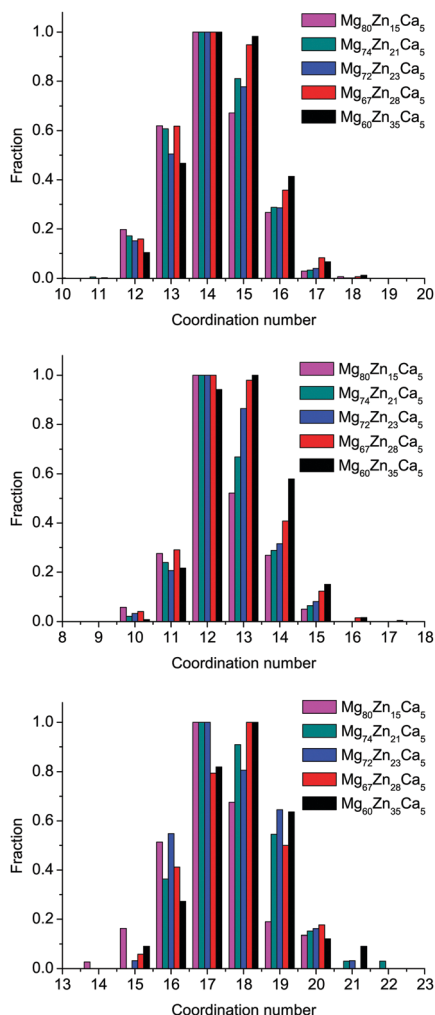 Mg₈₀Zn₁₅Ca₅
Mg₇₄Zn₂₁Ca₅
Mg₇₂Zn₂₃Ca₅
Mg₆₇Zn₂₈Ca₅
Mg₆₀Zn₃₅Ca₅
1.0
0.8
0.6
0.4
0.2
0.0
Fraction
10 11 12 13 14 15 16 17 18 19 20
Coordination number
Mg₈₀Zn₁₅Ca₅
Mg₇₄Zn₂₁Ca₅
Mg₇₂Zn₂₃Ca₅
Mg₆₇Zn₂₈Ca₅
Mg₆₀Zn₃₅Ca₅
1.0
0.8
0.6
0.4
0.2
0.0
Fraction
8 9 10 11 12 13 14 15 16 17 18
Coordination number
Mg₈₀Zn₁₅Ca₅
Mg₇₄Zn₂₁Ca₅
Mg₇₂Zn₂₃Ca₅
Mg₆₇Zn₂₈Ca₅
Mg₆₀Zn₃₅Ca₅
1.0
0.8
0.6
0.4
0.2
0.0
Fraction
13 14 15 16 17 18 19 20 21 22 23
Coordination number